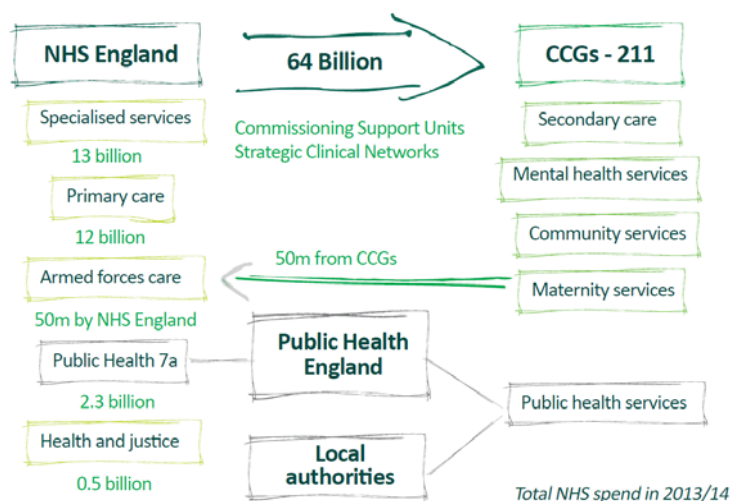 NHS England
64 Billion
CCGs - 211
Specialised services
13 billion
Primary care
12 billion
Armed forces care
50m by NHS England
Public Health 7a
2.3 billion
Health and justice
0.5 billion
Commissioning Support Units
Strategic Clinical Networks
50m from CCGs
Public Health
England
Local
authorities
Secondary care
Mental health services
Community services
Maternity services
Public health services
Total NHS spend in 2013/14